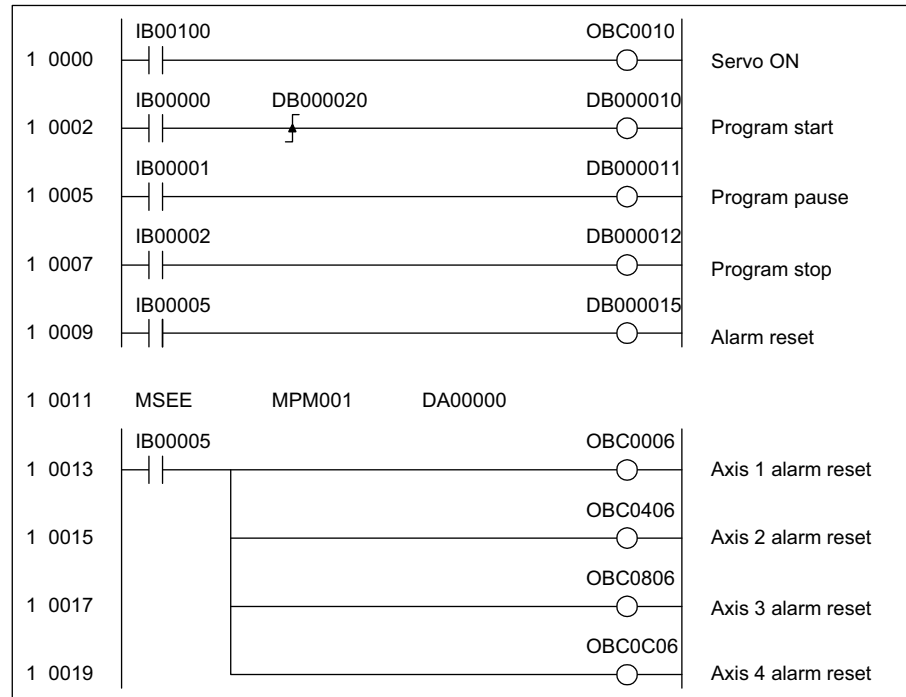 IB00100 OBC0010
1 0000 Servo ON
IB00000 DB000020 DB000010
1 0002 Program start
IB00001 DB000011
1 0005 Program pause
IB00002 DB000012
1 0007 Program stop
IB00005 DB000015
1 0009 Alarm reset
1 0011 MSEE MPM001 DA00000
IB00005 OBC0006
1 0013 Axis 1 alarm reset
OBC0406
1 0015 Axis 2 alarm reset
OBC0806
1 0017 Axis 3 alarm reset
OBC0C06
1 0019 Axis 4 alarm reset